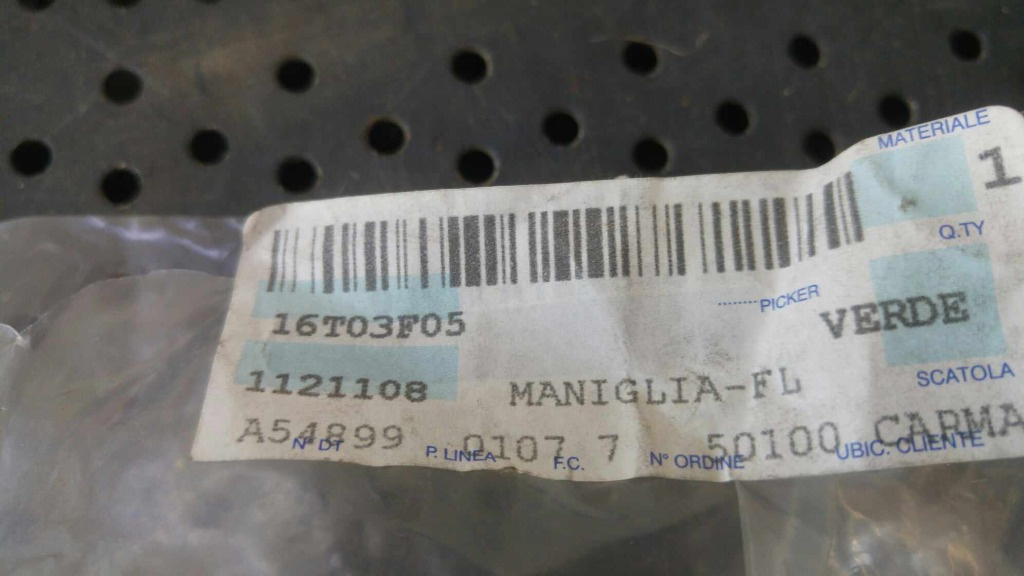 MATERIALE
1
Q.TY
PICKER
16T03F05
VERDE
SCATOLA
1121108 MANIGLIA-FL
A54899 0107 7 50100 CARMA
N° DT P. LINEA F.C. N° ORDINE UBIC. CLIENTE